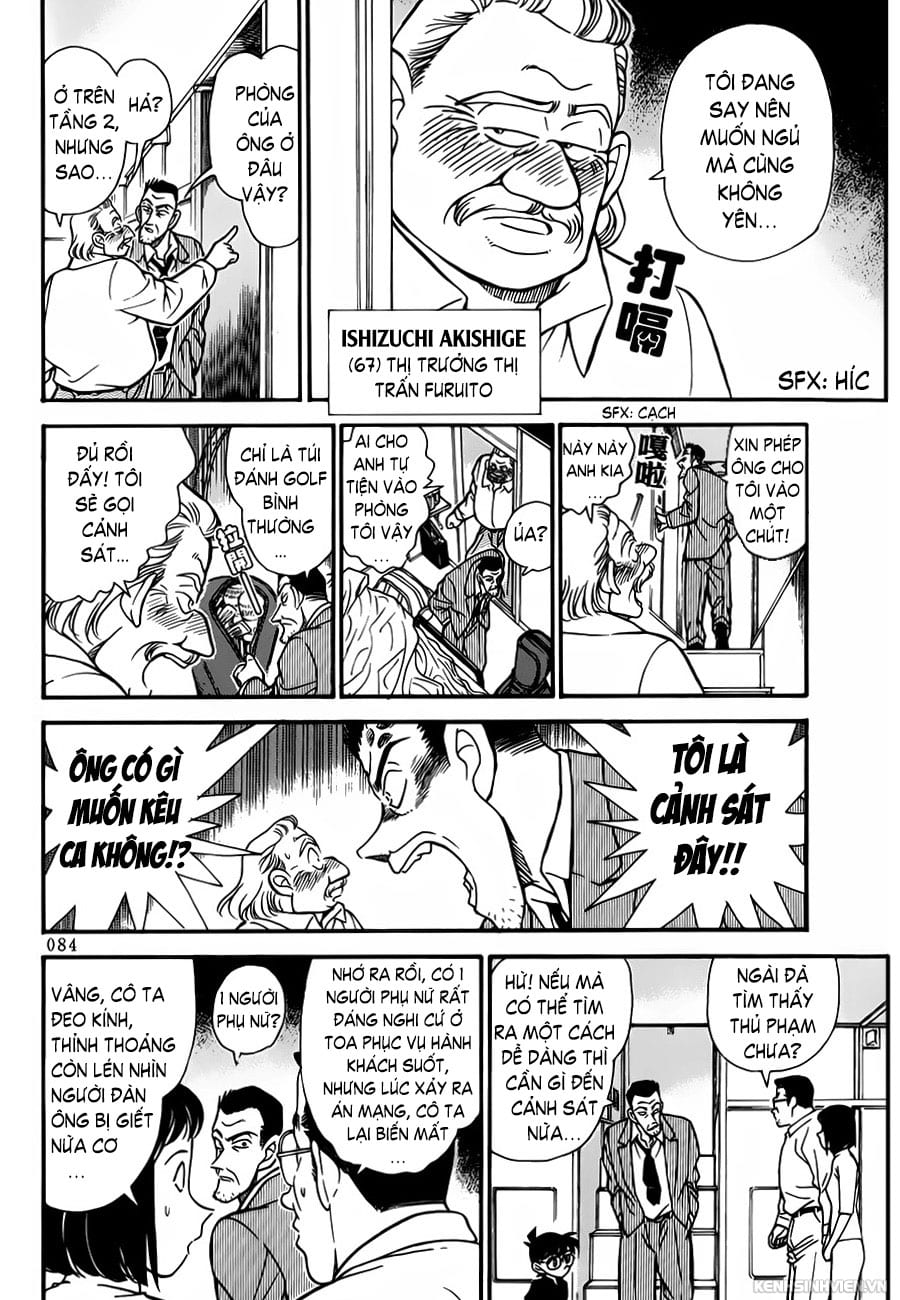 TÔI ĐANG
SAY NÊN
MUỐN NGỦ
MÀ CŨNG
KHÔNG
YÊN...
打嗝
SFX: HÍC
ISHIZUCHI AKISHIGE
(67) THỊ TRƯỞNG THỊ
TRẤN FURUITO
PHÒNG
CỦA
ÔNG Ở
ĐÂU
VẬY?
HẢ?
Ở TRÊN
TẦNG 2,
NHƯNG
SAO...
SFX: CẠCH
嘎啦
XIN PHÉP
ÔNG CHO
TÔI VÀO
MỘT
CHÚT!
NÀY NÀY
ANH KIA
...
AI CHO
ANH TỰ
TIỆN VÀO
PHÒNG
TÔI VẬY
...
ỦA?
CHỈ LÀ TÚI
ĐÁNH GOLF
BÌNH
THƯỜNG
...
ĐỦ RỒI
ĐẤY! TÔI
SẼ GỌI
CẢNH
SÁT...
TÔI LÀ
CẢNH SÁT
ĐÂY!!
ÔNG CÓ GÌ
MUỐN KÊU
CA KHÔNG!?
084
NGÀI ĐÃ
TÌM THẤY
THỦ PHẠM
CHƯA?
HỪ! NẾU MÀ
CÓ THỂ TÌM
RA MỘT CÁCH
DỄ DÀNG THÌ
CẦN GÌ ĐẾN
CẢNH SÁT
NỮA...
NHỚ RA RỒI, CÓ 1
NGƯỜI PHỤ NỮ RẤT
ĐÁNG NGHI CỨ Ở
TOA PHỤC VỤ HÀNH
KHÁCH SUỐT,
NHƯNG LÚC XẢY RA
ÁN MẠNG, CÔ TA
LẠI BIẾN MẤT
...
1 NGƯỜI
PHỤ NỮ?
VÂNG, CÔ TA
ĐEO KÍNH,
THỈNH THOẢNG
CÒN LÉN NHÌN
NGƯỜI ĐÀN
ÔNG BỊ GIẾT
NỮA CƠ
...
KENHSINHVIEN.VN